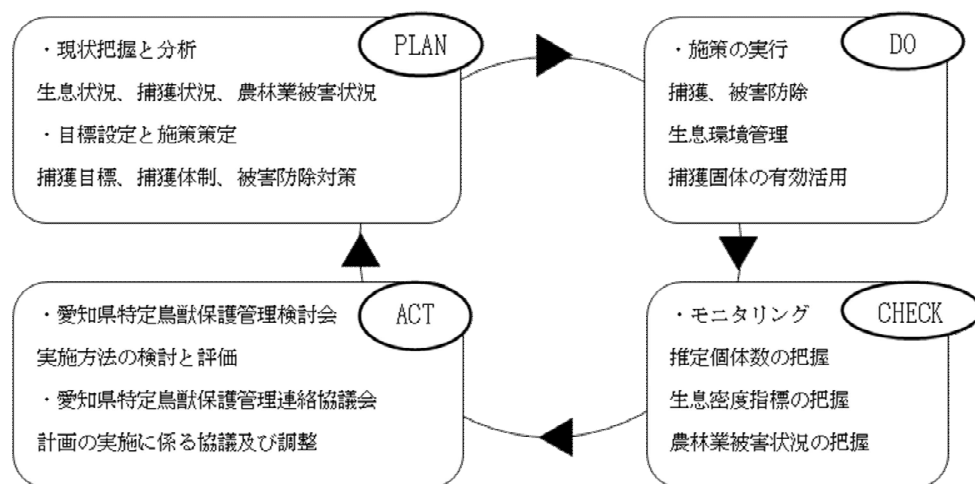 PLAN
・現状把握と分析
生息状況、捕獲状況、農林業被害状況
・目標設定と施策策定
捕獲目標、捕獲体制、被害防除対策
DO
・施策の実行
捕獲、被害防除
生息環境管理
捕獲固体の有効活用
CHECK
・モニタリング
推定個体数の把握
生息密度指標の把握
農林業被害状況の把握
ACT
・愛知県特定鳥獣保護管理検討会
実施方法の検討と評価
・愛知県特定鳥獣保護管理連絡協議会
計画の実施に係る協議及び調整